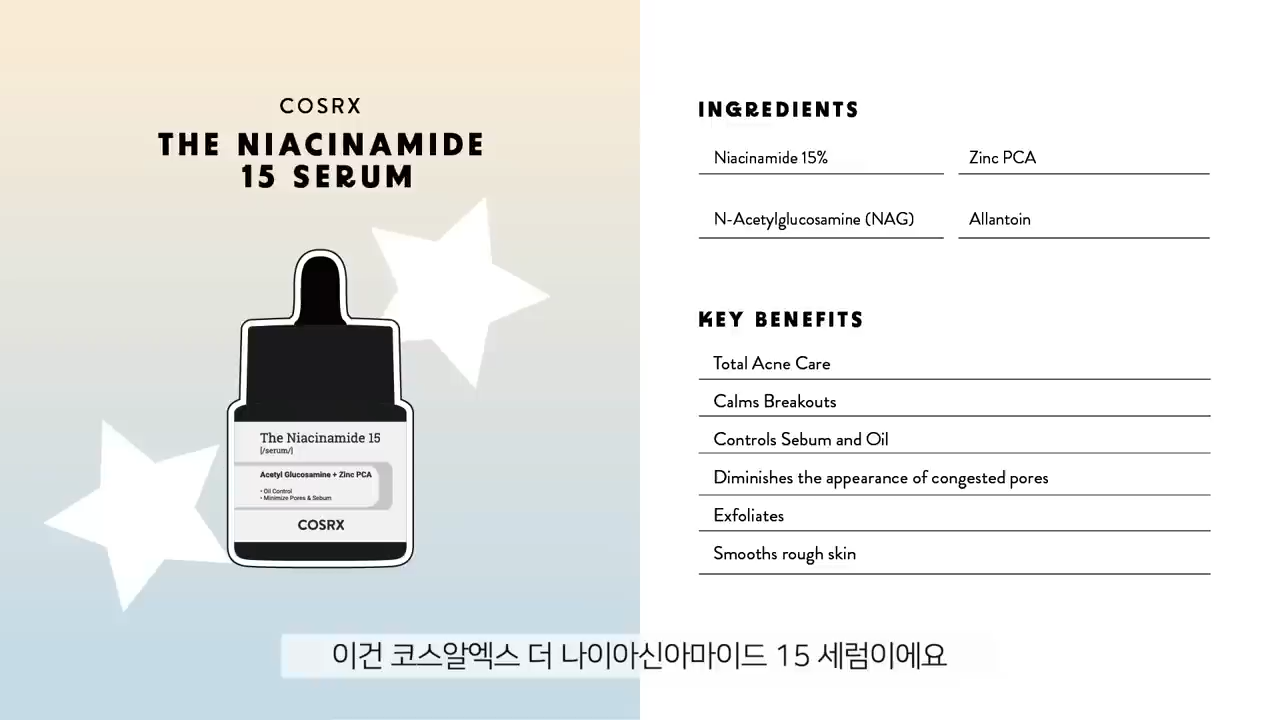 COSRX
THE NIACINAMIDE
15 SERUM
The Niacinamide 15
[/serum/]
Acetyl Glucosamine + Zinc PCA
• Oil Control
• Minimize Pores & Sebum
COSRX
INGREDIENTS
Niacinamide 15%
Zinc PCA
N-Acetylglucosamine (NAG)
Allantoin
KEY BENEFITS
Total Acne Care
Calms Breakouts
Controls Sebum and Oil
Diminishes the appearance of congested pores
Exfoliates
Smooths rough skin
이건 코스알엑스 더 나이아신아마이드 15 세럼이에요